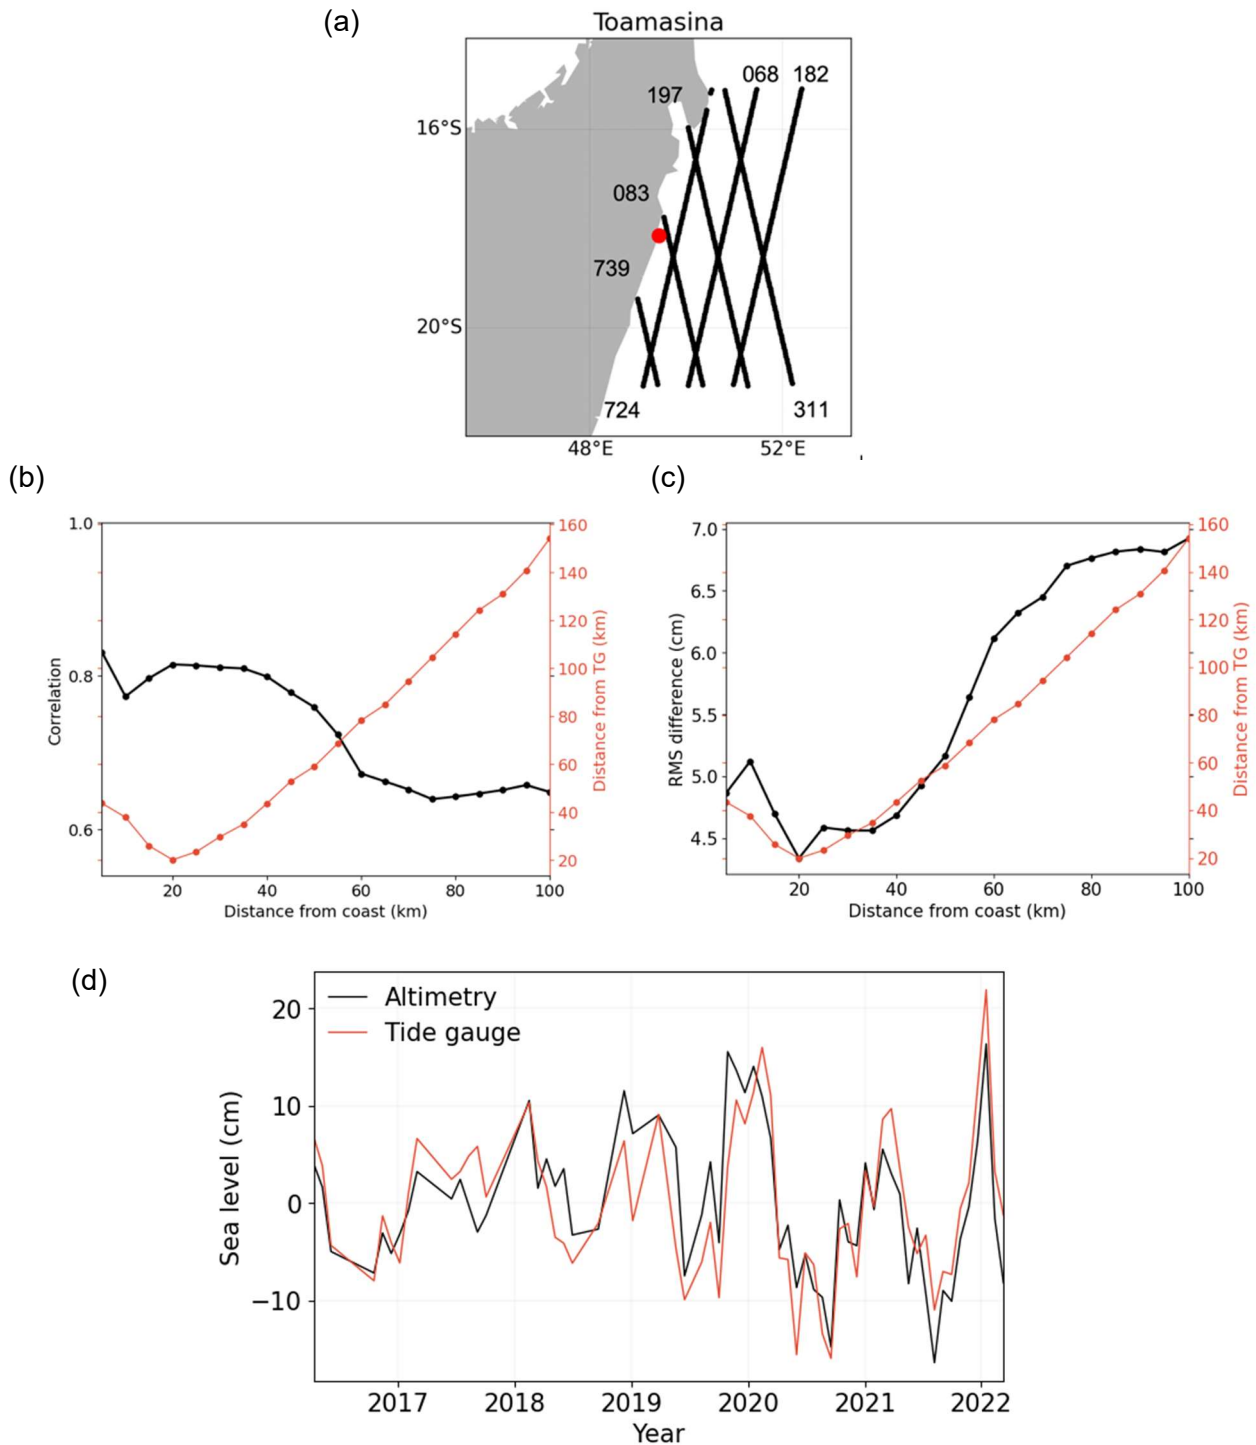 (a)
Toamasina
068 182
197
16°S
083
739
20°S
724
311
48°E 52°E
(b)
(c)
1.0
0.8
0.6
Correlation
160
140
120
100
80
60
40
20
Distance from TG (km)
20 40 60 80 100
Distance from coast (km)
7.0
6.5
6.0
5.5
5.0
4.5
RMS difference (cm)
160
140
120
100
80
60
40
20
Distance from TG (km)
20 40 60 80 100
Distance from coast (km)
(d)
Altimetry
Tide gauge
20
10
0
−10
Sea level (cm)
2017 2018 2019 2020 2021 2022
Year